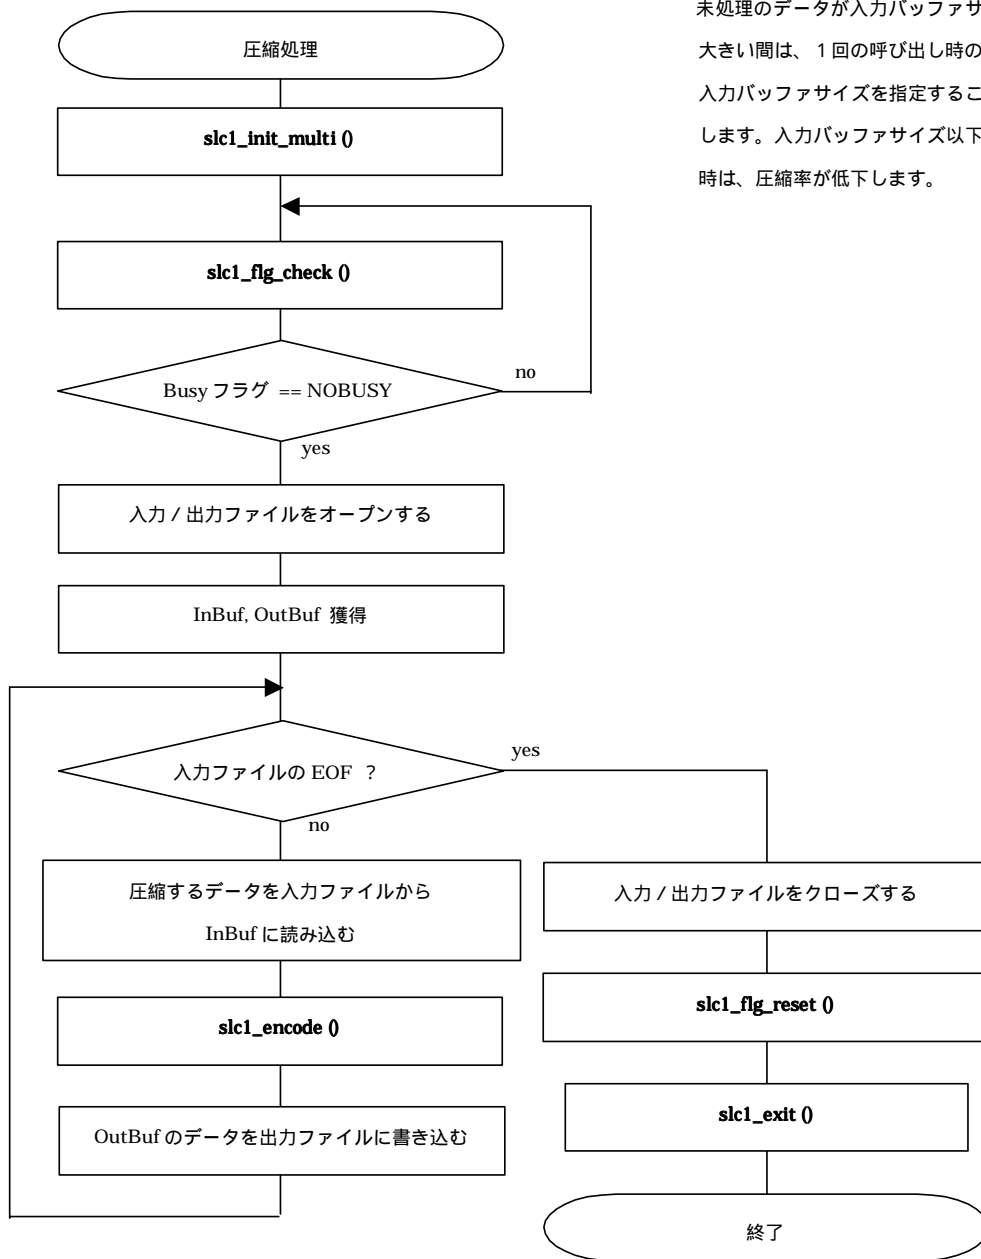 未処理のデータが入力バッファサ
大きい間は、1回の呼び出し時の
入力バッファサイズを指定するこ
します。入力バッファサイズ以下
時は、圧縮率が低下します。
圧縮処理
slc1_init_multi ()
slc1_flg_check ()
Busy フラグ == NOBUSY
no
yes
入力 / 出力ファイルをオープンする
InBuf, OutBuf 獲得
入力ファイルの EOF ?
yes
no
圧縮するデータを入力ファイルから
InBuf に読み込む
slc1_encode ()
OutBuf のデータを出力ファイルに書き込む
入力 / 出力ファイルをクローズする
slc1_flg_reset ()
slc1_exit ()
終了